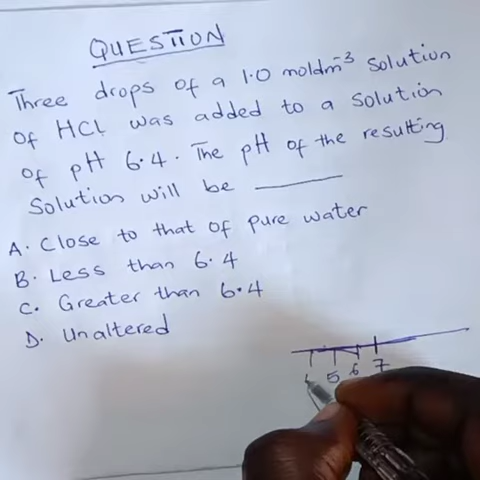 QUESTION
Three drops of a 1.0 moldm⁻³ solution
of HCl was added to a solution
of pH 6.4. The pH of the resulting
Solution will be ______
A. Close to that of pure water
B. Less than 6.4
C. Greater than 6.4
D. Unaltered
5 6 7